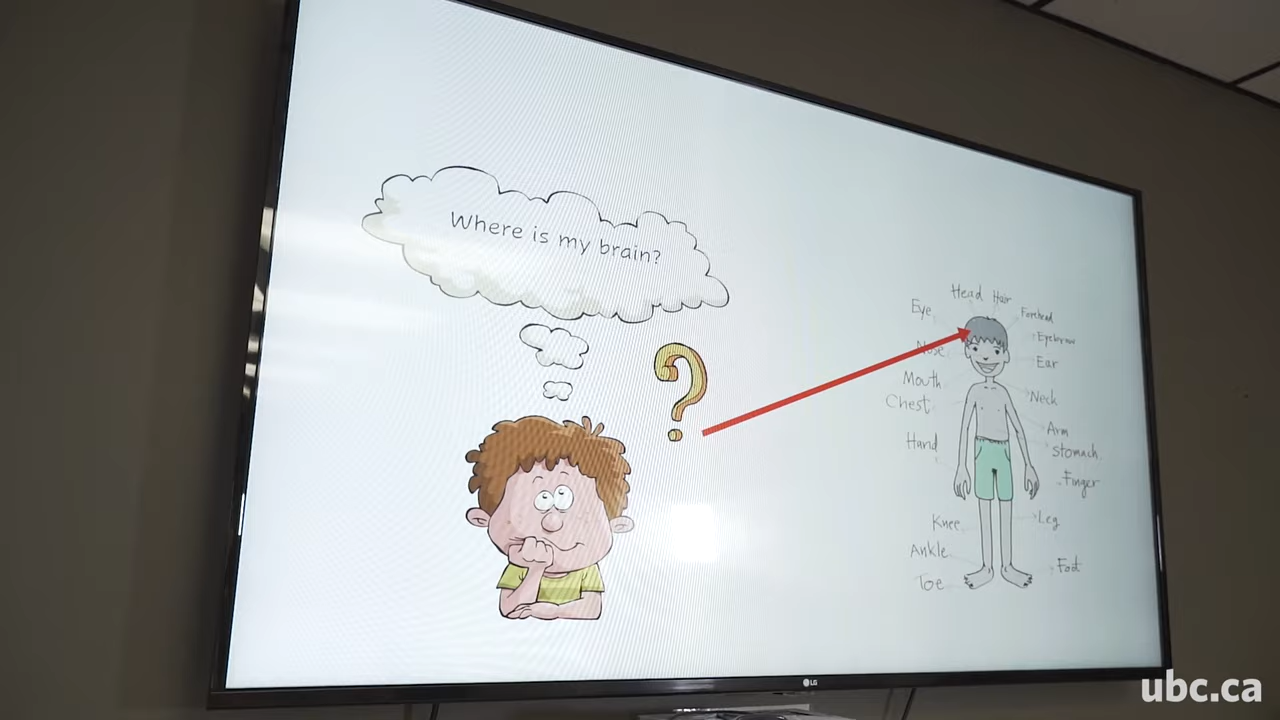 Where is my brain?
Head
Hair
Eye
Forehead
Eyebrow
Nose
Ear
Mouth
Neck
Chest
Arm
Hand
Stomach
Finger
Knee
Leg
Ankle
Foot
Toe
LG
ubc.ca